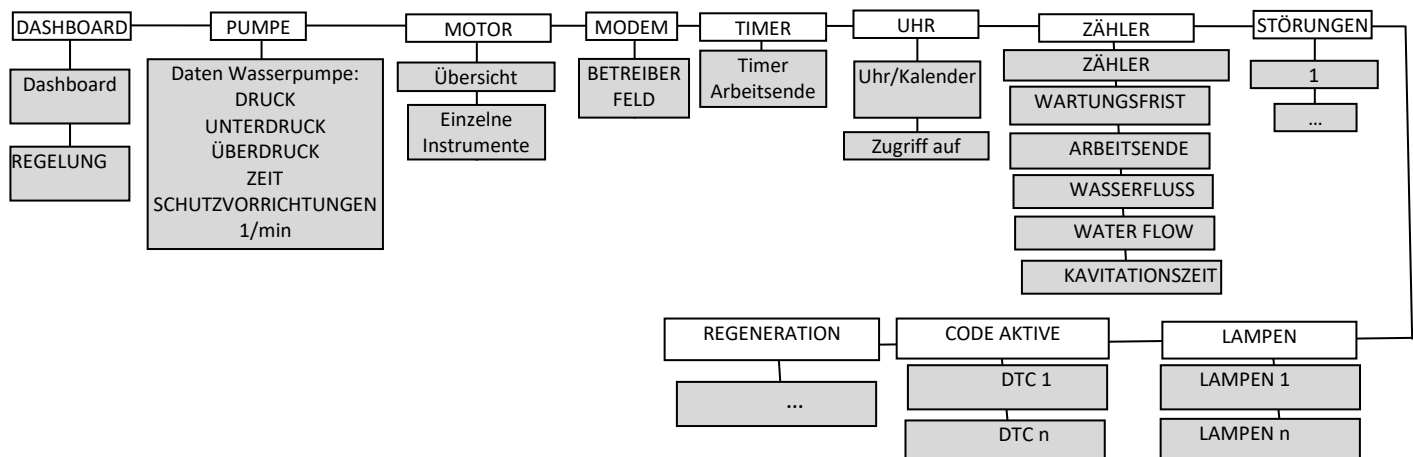 DASHBOARD
PUMPE
MOTOR
MODEM
TIMER
UHR
ZÄHLER
STÖRUNGEN
Dashboard
REGELUNG
Daten Wasserpumpe:
DRUCK
UNTERDRUCK
ÜBERDRUCK
ZEIT
SCHUTZVORRICHTUNGEN
1/min
Übersicht
Einzelne
Instrumente
BETREIBER
FELD
Timer
Arbeitsende
Uhr/Kalender
Zugriff auf
ZÄHLER
WARTUNGSFRIST
ARBEITSENDE
WASSERFLUSS
WATER FLOW
KAVITATIONSZEIT
1
...
REGENERATION
CODE AKTIVE
LAMPEN
...
DTC 1
DTC n
LAMPEN 1
LAMPEN n